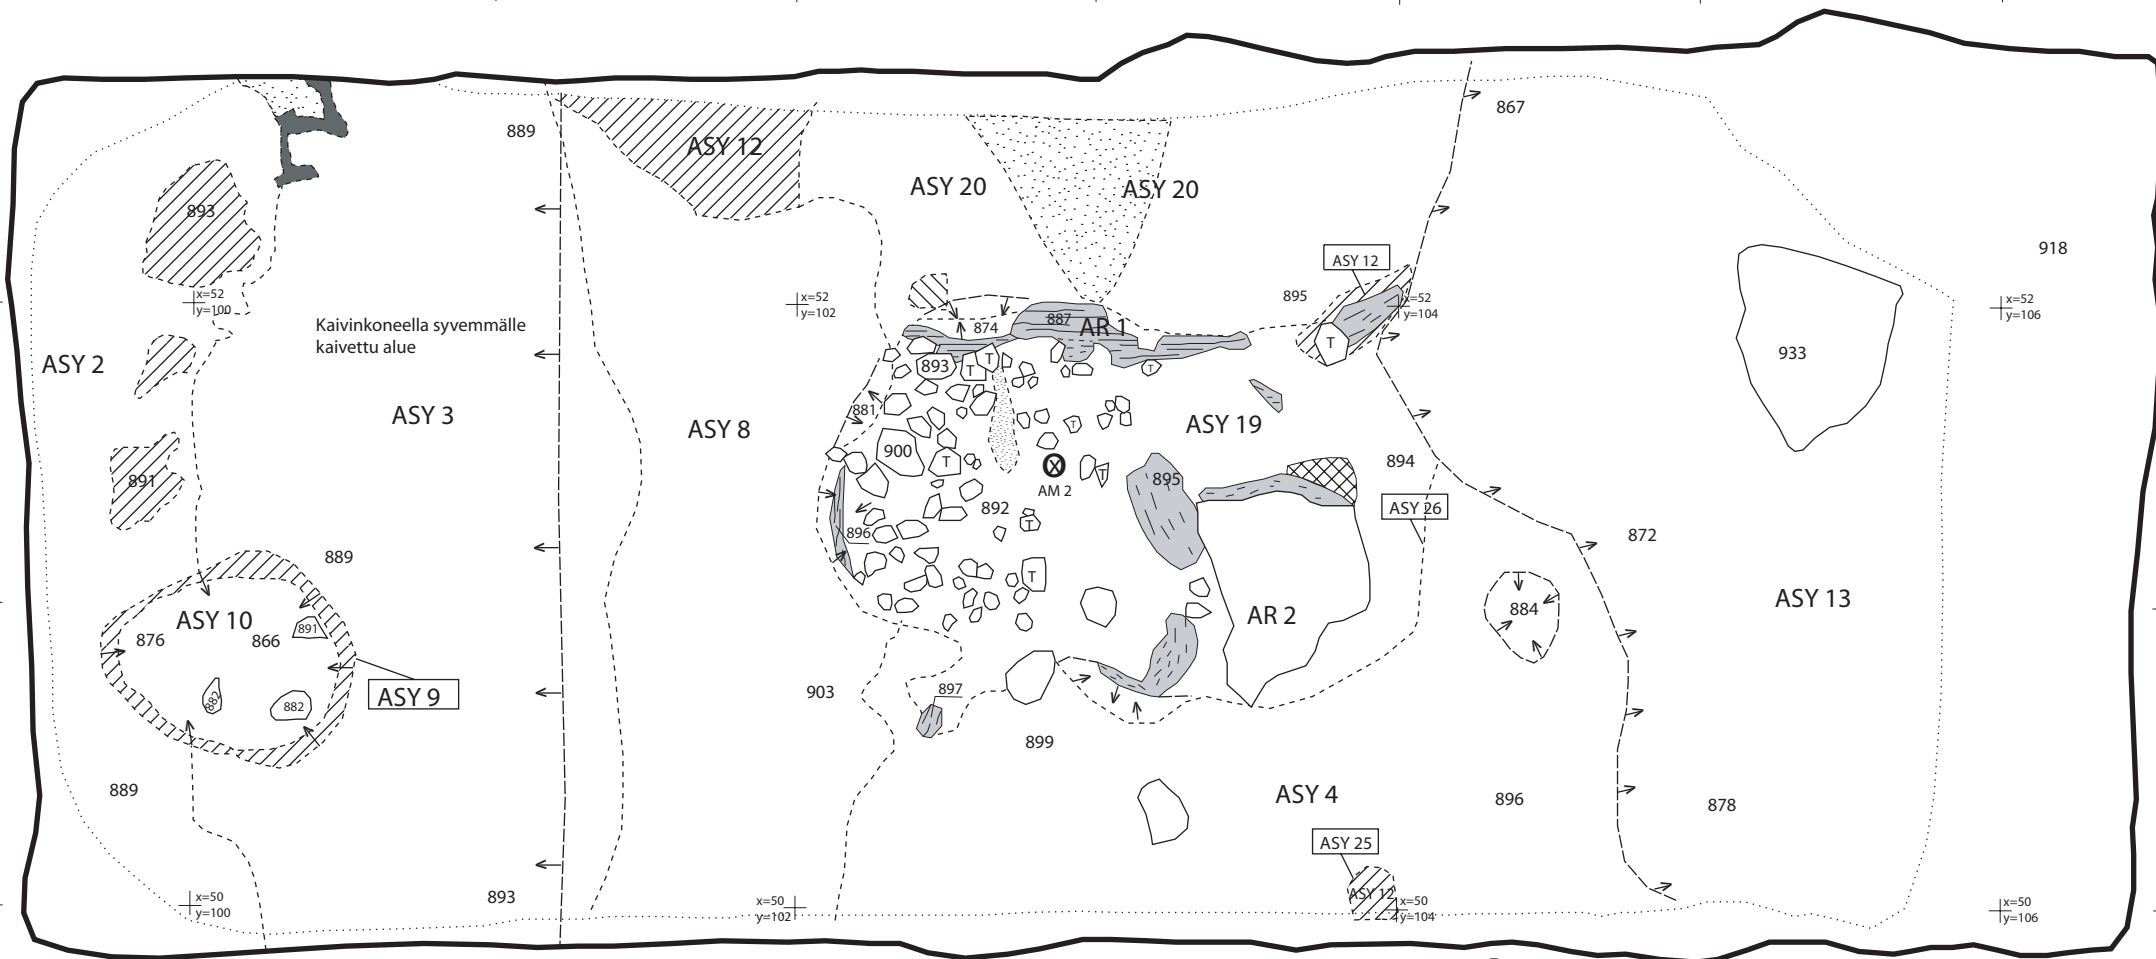 867
889
ASY 12
ASY 20
ASY 20
893
918
ASY 12
895
x=52
y=100
x=52
y=102
x=52
y=104
x=52
y=106
Kaivinkoneella syvemmälle
kaivettu alue
874
887
AR 1
T
933
ASY 2
893
T
T
T
ASY 3
881
ASY 8
T
ASY 19
900
T
894
891
T
895
AM 2
ASY 26
892
T
896
872
889
T
ASY 13
ASY 10
884
AR 2
876
866
891
882
882
ASY 9
903
897
899
889
ASY 4
896
878
ASY 25
893
ASY 12
x=50
y=100
x=50
y=102
x=50
y=104
x=50
y=106